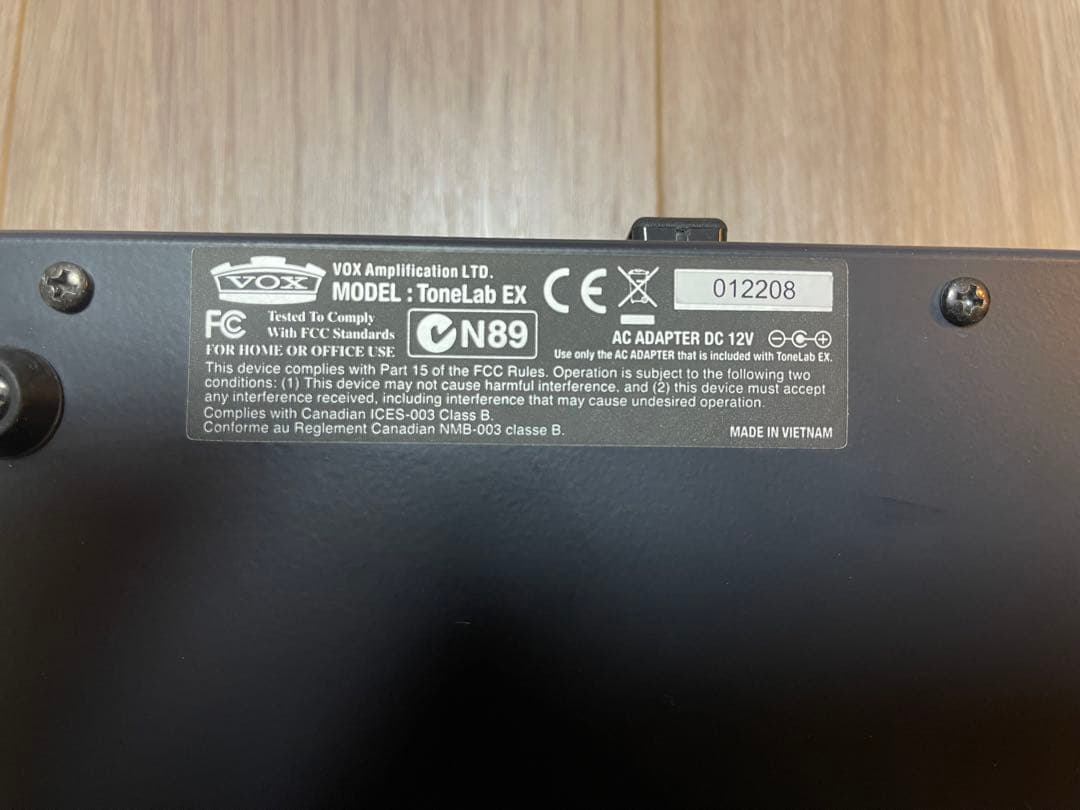 VOX
VOX Amplification LTD.
MODEL : ToneLab EX
CE
012208
FC
Tested To Comply
With FCC Standards
FOR HOME OR OFFICE USE
N89
AC ADAPTER DC 12V
Use only the AC ADAPTER that is included with ToneLab EX.
This device complies with Part 15 of the FCC Rules. Operation is subject to the following two
conditions: (1) This device may not cause harmful interference, and (2) this device must accept
any interference received, including interference that may cause undesired operation.
Complies with Canadian ICES-003 Class B.
Conforme au Reglement Canadian NMB-003 classe B.
MADE IN VIETNAM